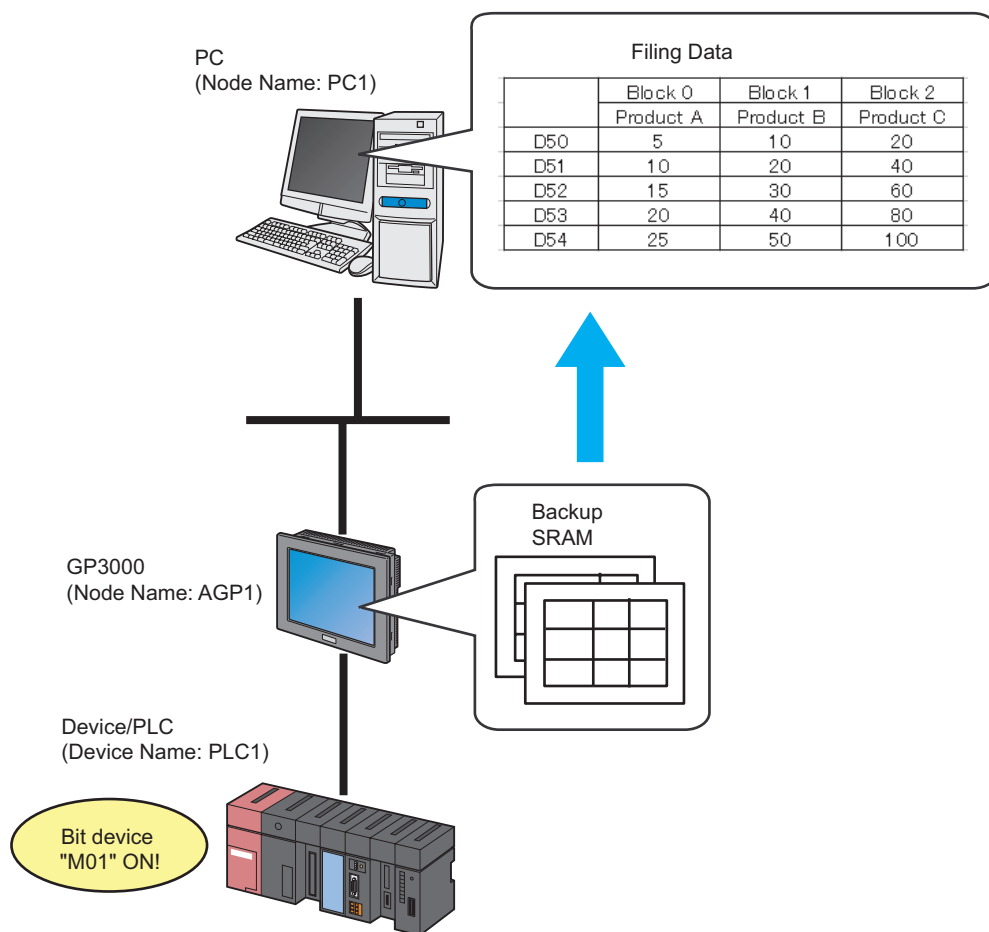 PC
(Node Name: PC1)
Filing Data
Block 0 Block 1 Block 2
Product A Product B Product C
D50 5 10 20
D51 10 20 40
D52 15 30 60
D53 20 40 80
D54 25 50 100
Backup
SRAM
GP3000
(Node Name: AGP1)
Device/PLC
(Device Name: PLC1)
Bit device
"M01" ON!